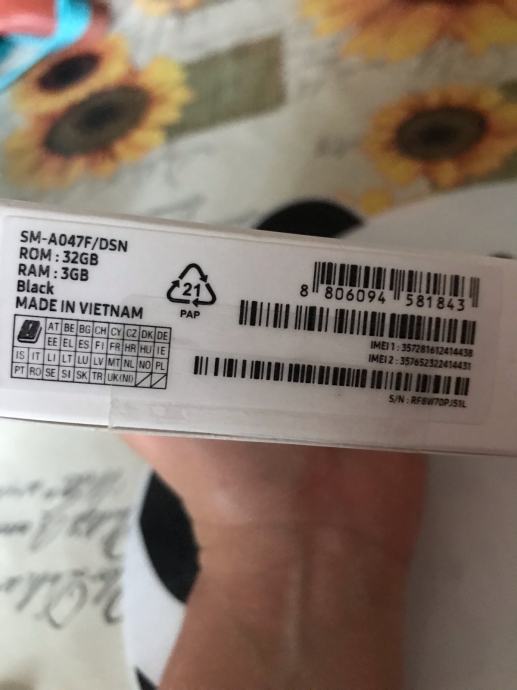 SM-A047F/DSN
ROM : 32GB
RAM : 3GB
Black
MADE IN VIETNAM
AT BE BG CH CY CZ DK DE
EE EL ES FI FR HR HU IE
IS IT LI LT LU LV MT NL NO PL
PT RO SE SI SK TR UK(NI)
21
PAP
8 806094 581843
IMEI 1 : 357281612414438
IMEI 2 : 357652322414431
S/N : RF8W70PJ51L